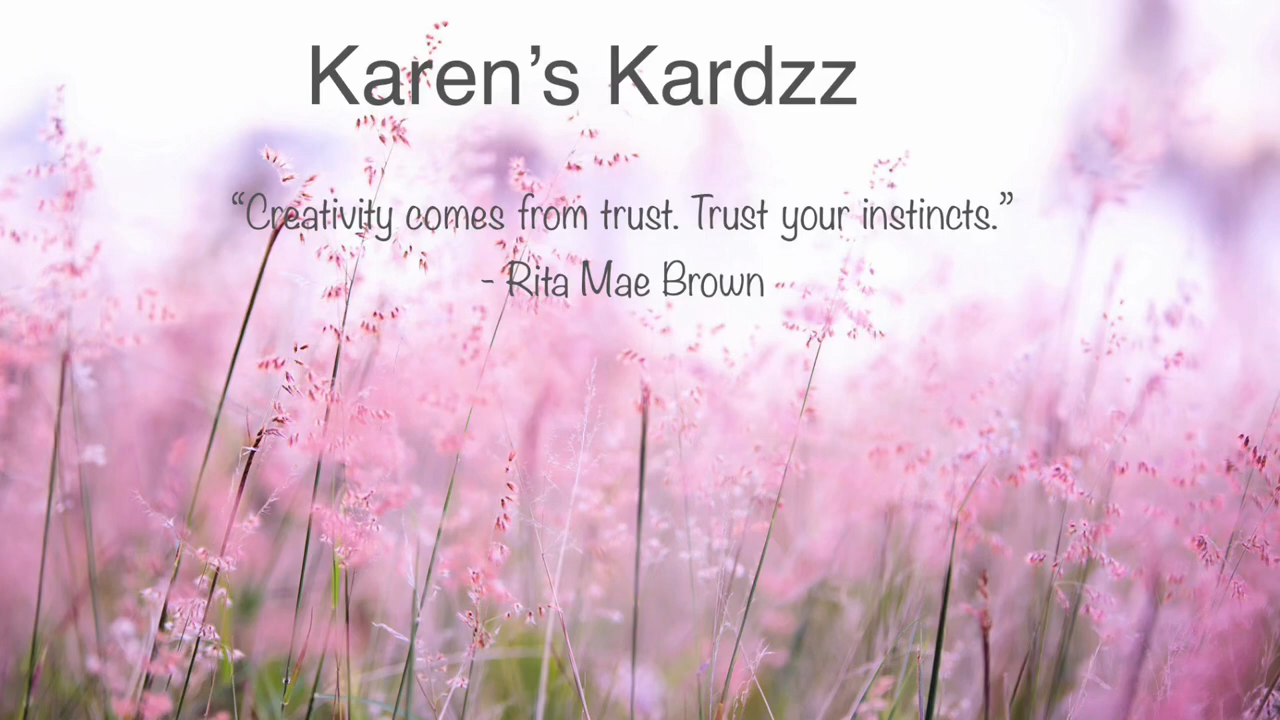 Karen’s Kardzz
“Creativity comes from trust. Trust your instincts.”
- Rita Mae Brown